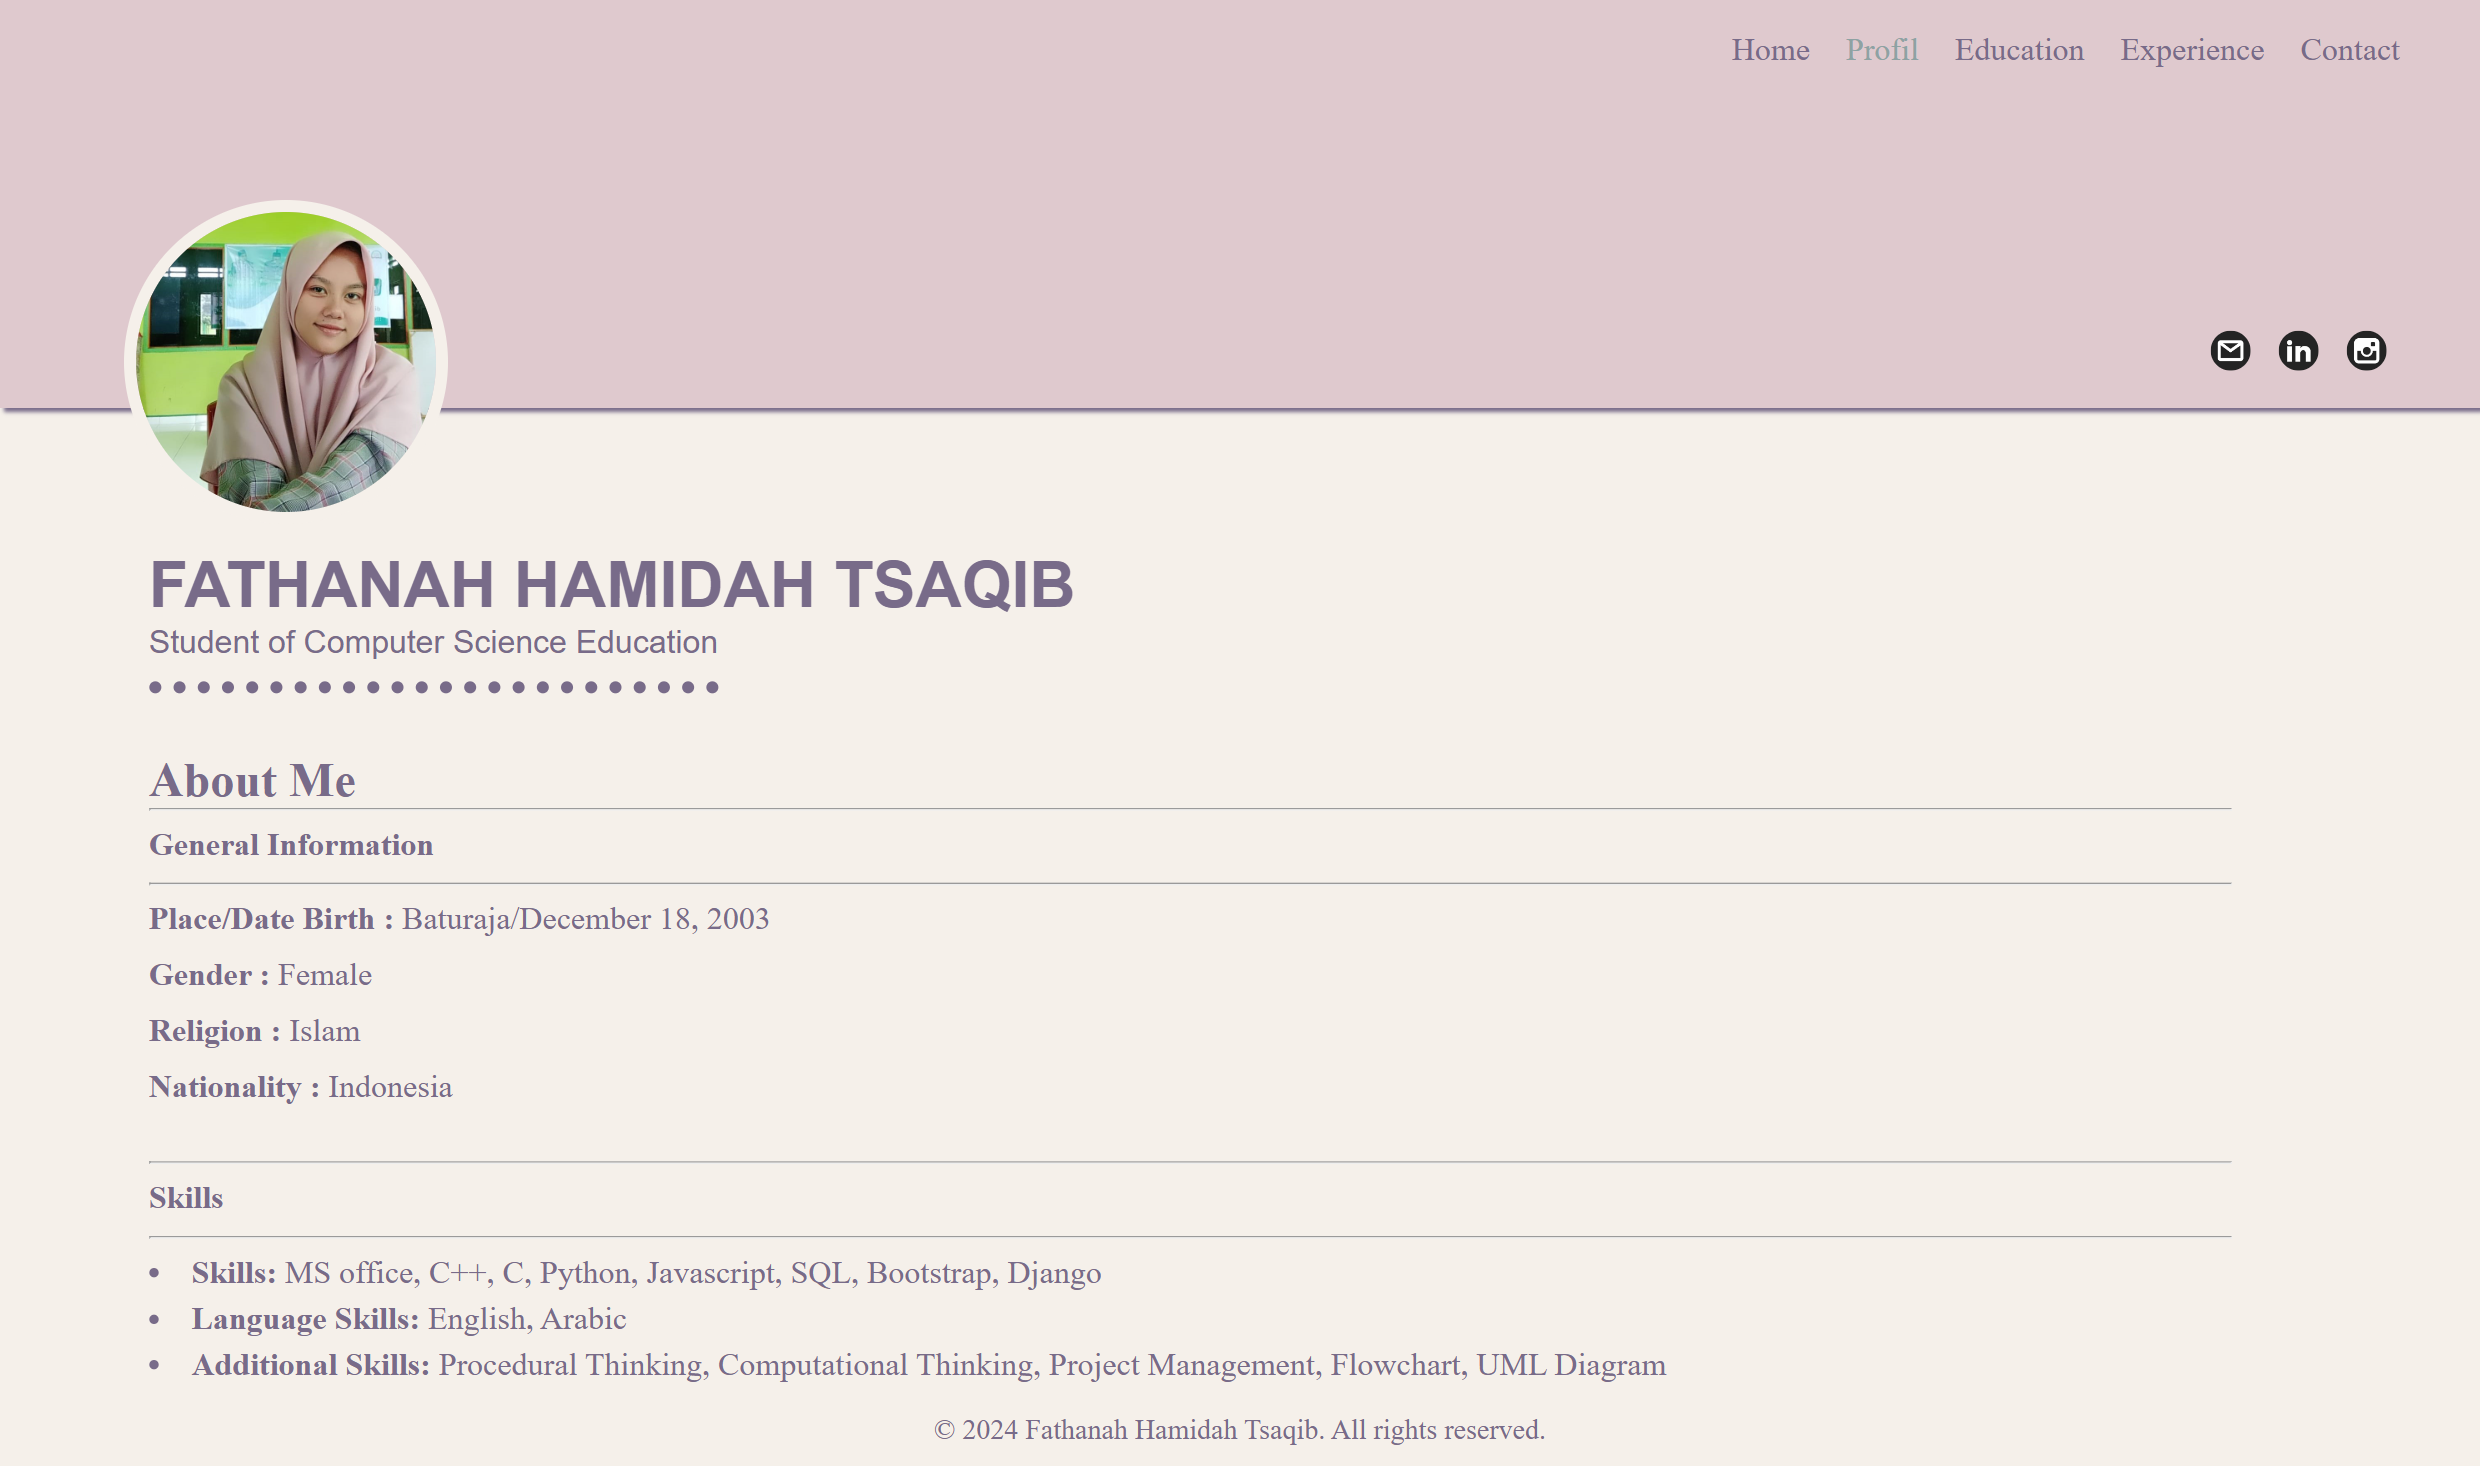 Home Profil Education Experience Contact
FATHANAH HAMIDAH TSAQIB
Student of Computer Science Education
About Me
General Information
Place/Date Birth : Baturaja/December 18, 2003
Gender : Female
Religion : Islam
Nationality : Indonesia
Skills
• Skills: MS office, C++, C, Python, Javascript, SQL, Bootstrap, Django
• Language Skills: English, Arabic
• Additional Skills: Procedural Thinking, Computational Thinking, Project Management, Flowchart, UML Diagram
© 2024 Fathanah Hamidah Tsaqib. All rights reserved.